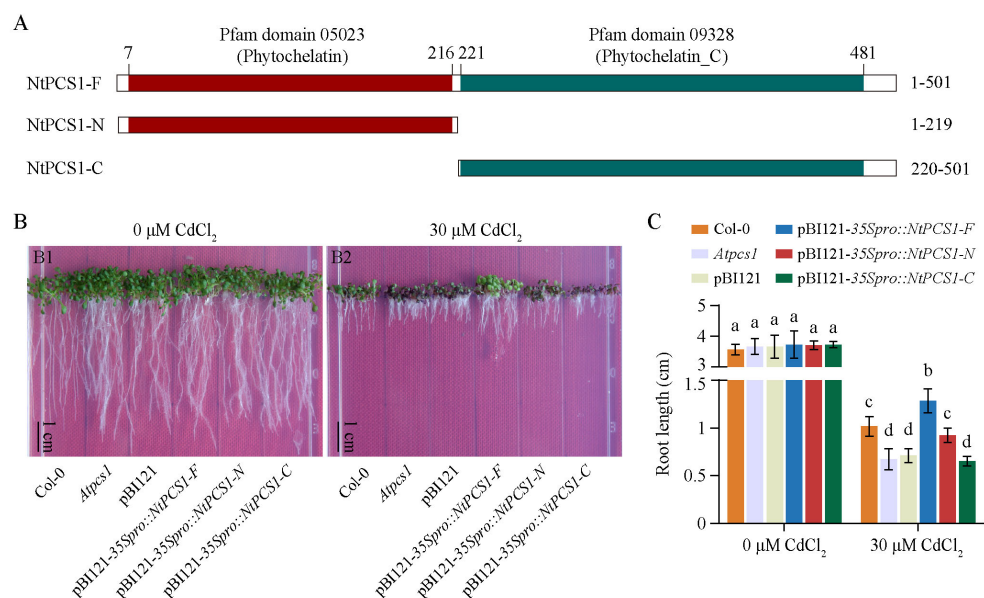 A
Pfam domain 05023
(Phytochelatin)
Pfam domain 09328
(Phytochelatin_C)
7
216
221
481
NtPCS1-F
1-501
NtPCS1-N
1-219
NtPCS1-C
220-501
B
0 µM CdCl2
30 µM CdCl2
B1
B2
1 cm
1 cm
Col-0
Atpcs1
pBI121
pBI121-35Spro::NtPCS1-F
pBI121-35Spro::NtPCS1-N
pBI121-35Spro::NtPCS1-C
Col-0
Atpcs1
pBI121
pBI121-35Spro::NtPCS1-F
pBI121-35Spro::NtPCS1-N
pBI121-35Spro::NtPCS1-C
C
Col-0
pBI121-35Spro::NtPCS1-F
Atpcs1
pBI121-35Spro::NtPCS1-N
pBI121
pBI121-35Spro::NtPCS1-C
Root length (cm)
5
4
3
1.5
1
0.5
0
a a a a a a
c d d b c d
0 µM CdCl2
30 µM CdCl2